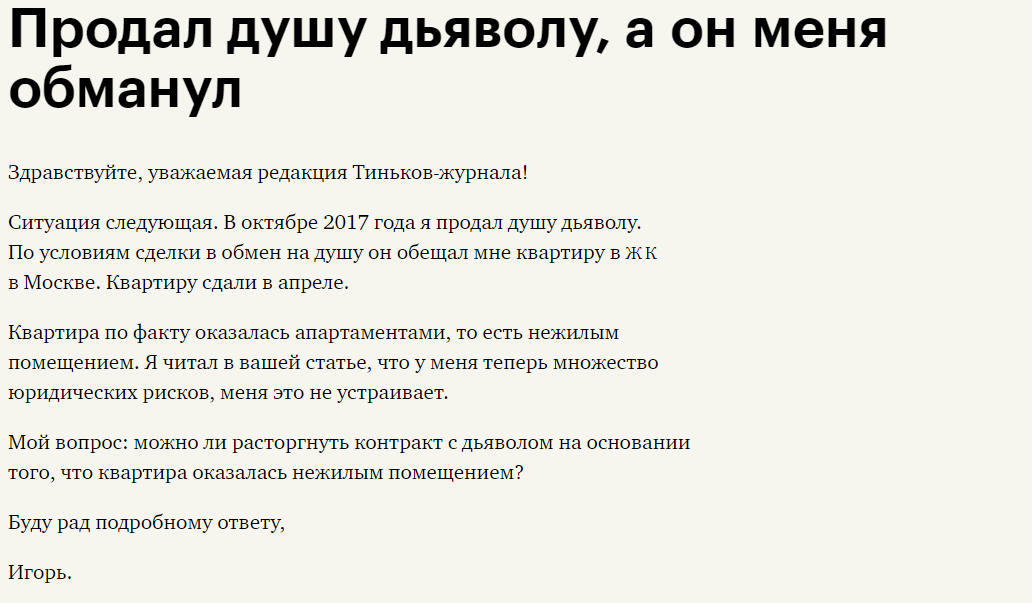 Продал душу дьяволу, а он меня
обманул
Здравствуйте, уважаемая редакция Тиньков-журнала!
Ситуация следующая. В октябре 2017 года я продал душу дьяволу.
По условиям сделки в обмен на душу он обещал мне квартиру в ЖК
в Москве. Квартиру сдали в апреле.
Квартира по факту оказалась апартаментами, то есть нежилым
помещением. Я читал в вашей статье, что у меня теперь множество
юридических рисков, меня это не устраивает.
Мой вопрос: можно ли расторгнуть контракт с дьяволом на основании
того, что квартира оказалась нежилым помещением?
Буду рад подробному ответу,
Игорь.